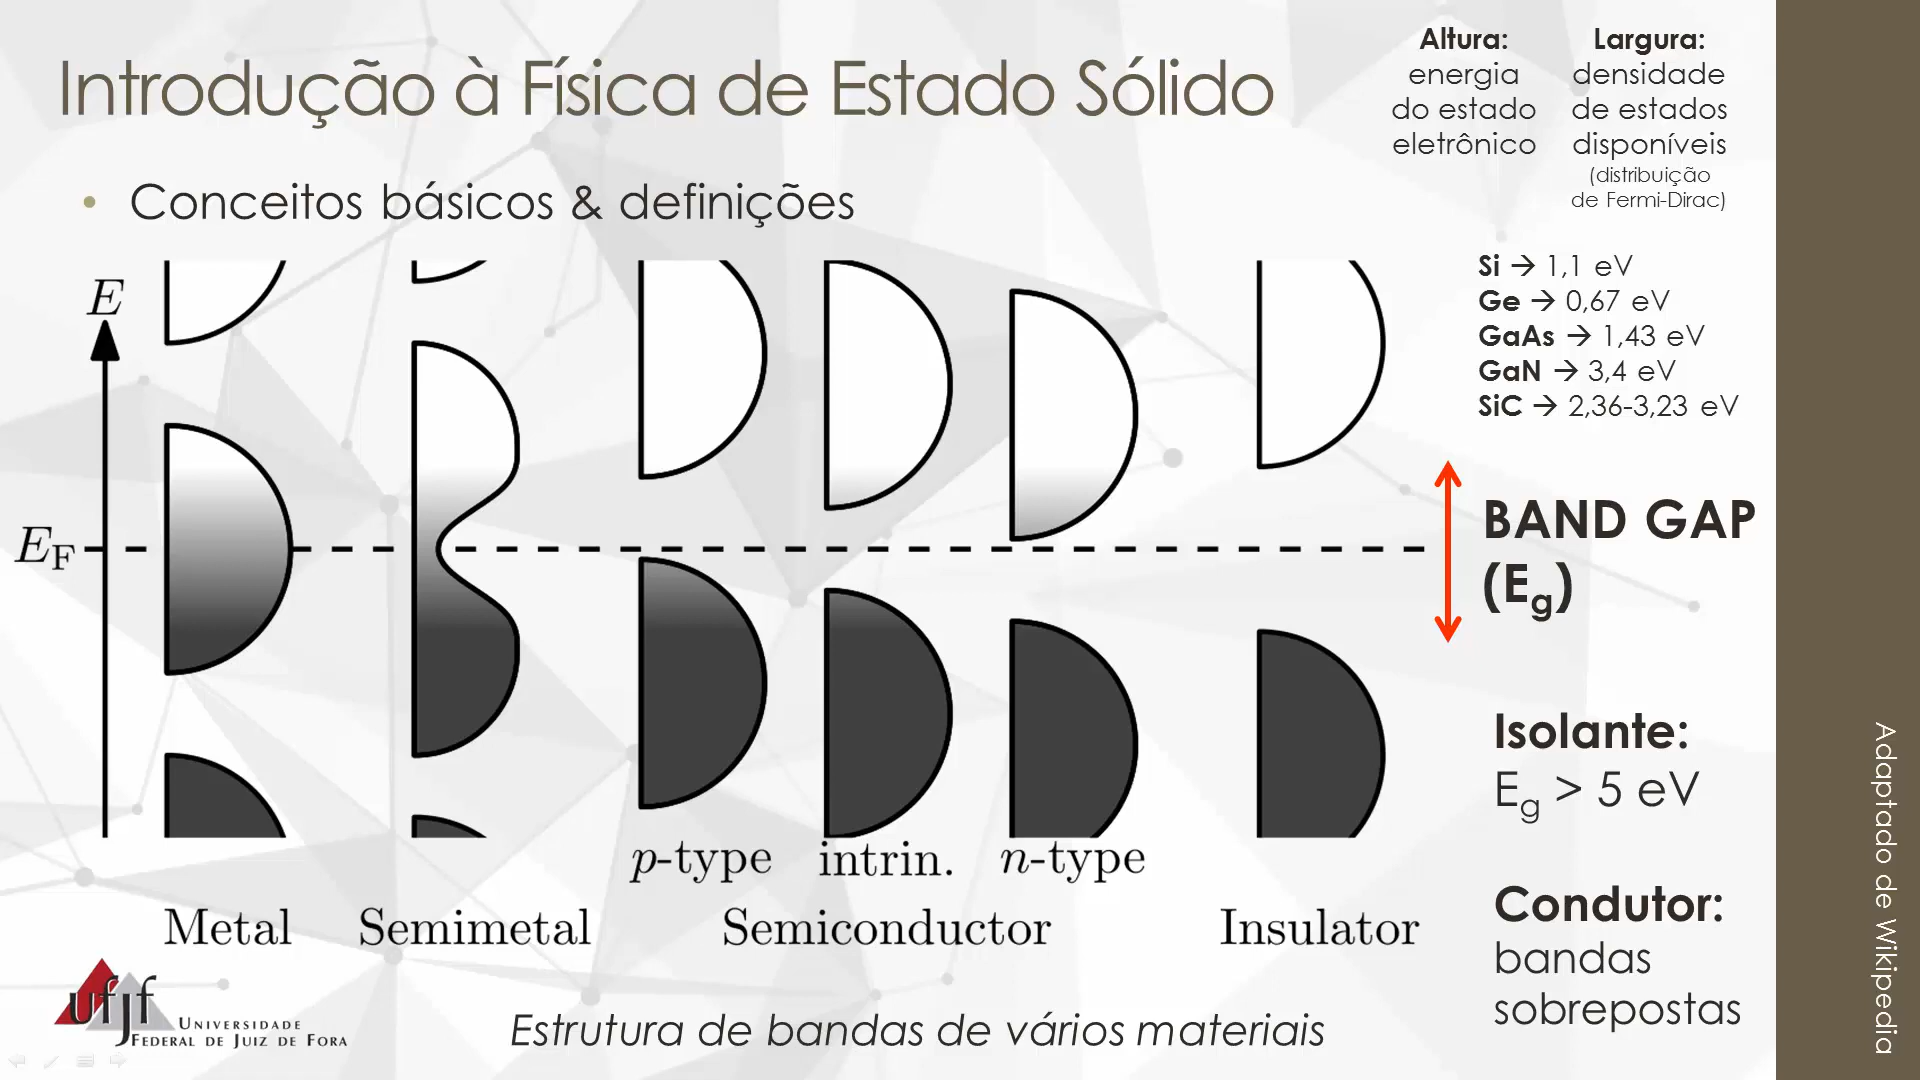 Introdução à Física de Estado Sólido
• Conceitos básicos & definições
Altura:
energia
do estado
eletrônico
Largura:
densidade
de estados
disponíveis
(distribuição
de Fermi-Dirac)
Si → 1,1 eV
Ge → 0,67 eV
GaAs → 1,43 eV
GaN → 3,4 eV
SiC → 2,36-3,23 eV
E
E_F
BAND GAP
(E_g)
Isolante:
E_g > 5 eV
Condutor:
bandas
sobrepostas
p-type intrin. n-type
Metal Semimetal Semiconductor Insulator
Estrutura de bandas de vários materiais
ufjf
UNIVERSIDADE
FEDERAL DE JUIZ DE FORA
Adaptado de Wikipedia